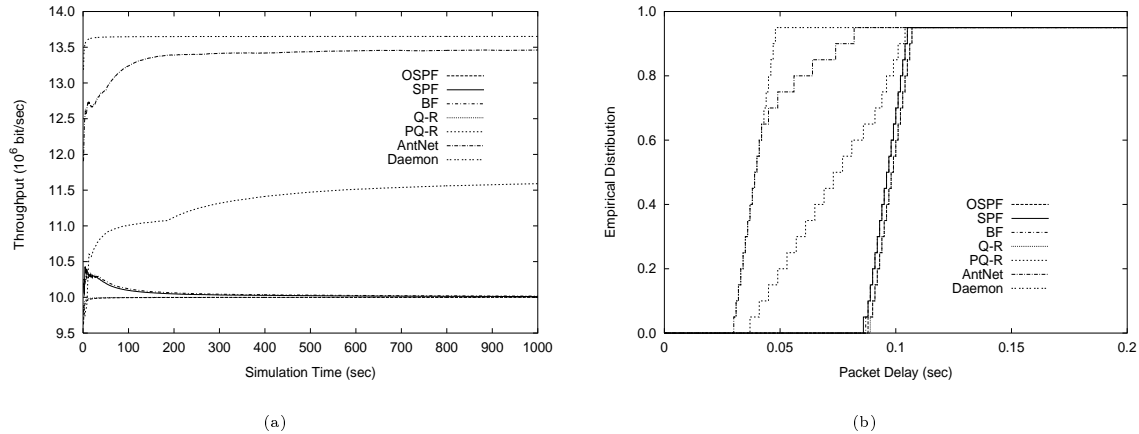 14.0
13.5
13.0
12.5
12.0
11.5
11.0
10.5
10.0
9.5
0 100 200 300 400 500 600 700 800 900 1000
Throughput (10^6 bit/sec)
Simulation Time (sec)
OSPF
SPF
BF
Q-R
PQ-R
AntNet
Daemon
(a)
1.0
0.8
0.6
0.4
0.2
0.0
0 0.05 0.1 0.15 0.2
Empirical Distribution
Packet Delay (sec)
OSPF
SPF
BF
Q-R
PQ-R
AntNet
Daemon
(b)